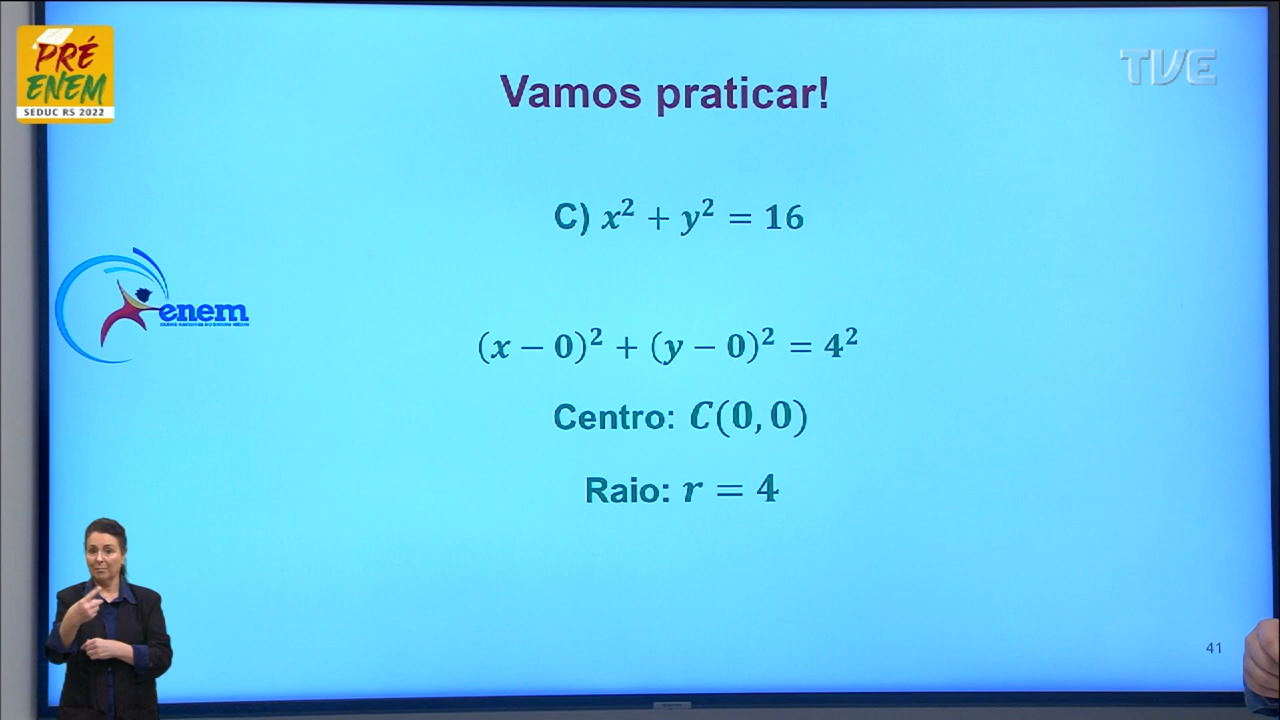 PRÉ
ENEM
SEDUC RS 2022
TVE
Vamos praticar!
C) x² + y² = 16
enem
(x − 0)² + (y − 0)² = 4²
Centro: C(0, 0)
Raio: r = 4
41